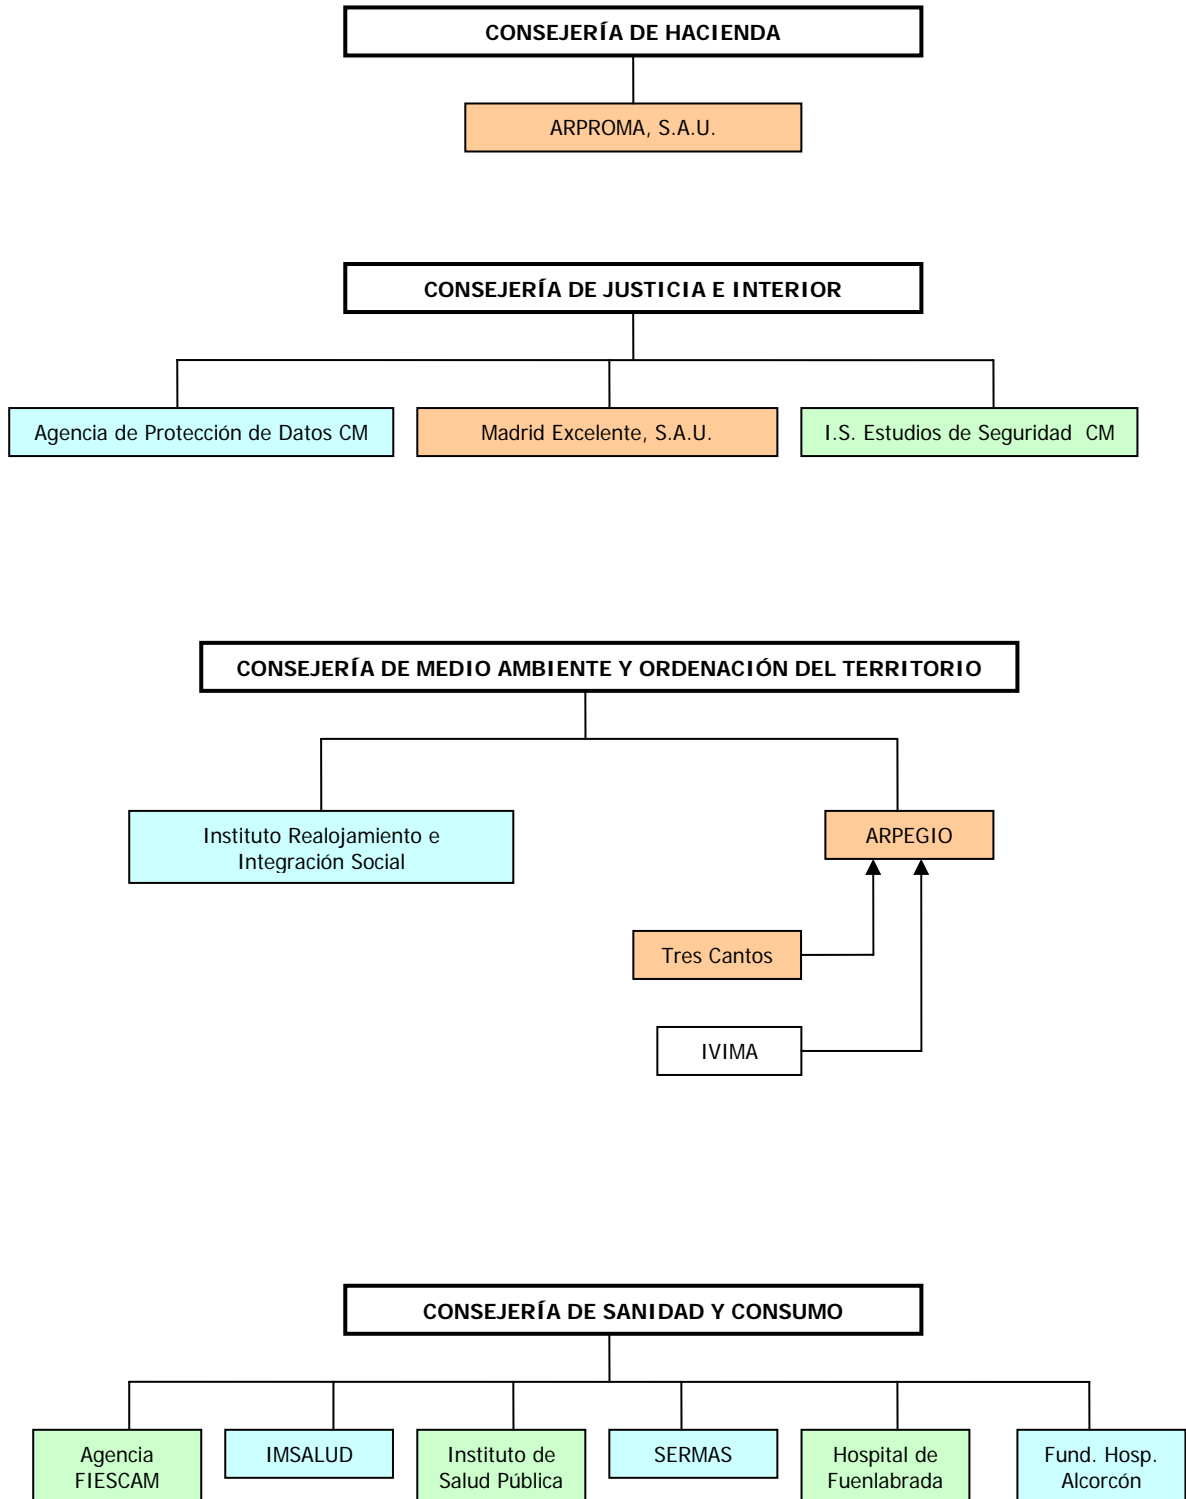 CONSEJERÍA DE HACIENDA
ARPROMA, S.A.U.
CONSEJERÍA DE JUSTICIA E INTERIOR
Agencia de Protección de Datos CM
Madrid Excelente, S.A.U.
I.S. Estudios de Seguridad CM
CONSEJERÍA DE MEDIO AMBIENTE Y ORDENACIÓN DEL TERRITORIO
Instituto Realojamiento e
Integración Social
ARPEGIO
Tres Cantos
IVIMA
CONSEJERÍA DE SANIDAD Y CONSUMO
Agencia
FIESCAM
IMSALUD
Instituto de
Salud Pública
SERMAS
Hospital de
Fuenlabrada
Fund. Hosp.
Alcorcón